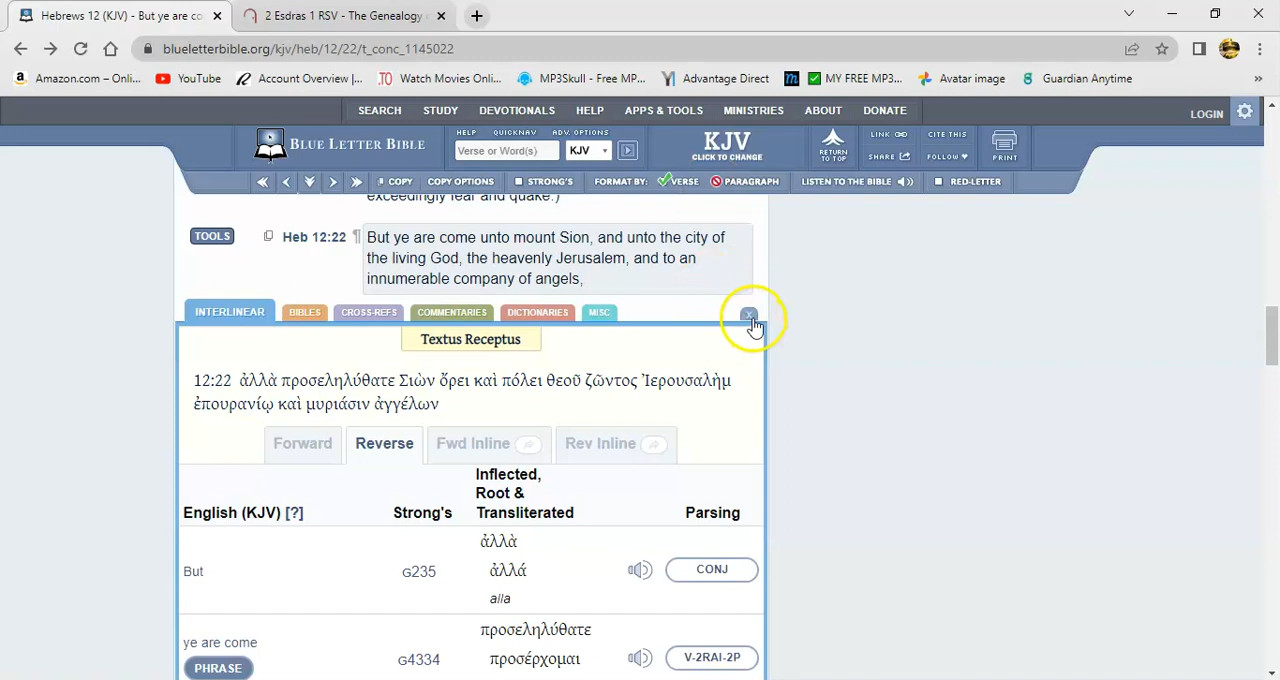 Hebrews 12 (KJV) - But ye are co
2 Esdras 1 RSV - The Genealogy
blueletterbible.org/kjv/heb/12/22/t_conc_1145022
Amazon.com – Onli...
YouTube
Account Overview |...
Watch Movies Onlin...
MP3Skull - Free MP...
Advantage Direct
MY FREE MP3...
Avatar image
Guardian Anytime
SEARCH
STUDY
DEVOTIONALS
HELP
APPS & TOOLS
MINISTRIES
ABOUT
DONATE
LOGIN
BLUE LETTER BIBLE
HELP
QUICKNAV
ADV. OPTIONS
Verse or Word(s)
KJV
KJV
CLICK TO CHANGE
RETURN
TO TOP
LINK
CITE THIS
SHARE
FOLLOW
PRINT
COPY
COPY OPTIONS
STRONG'S
FORMAT BY:
VERSE
PARAGRAPH
LISTEN TO THE BIBLE
RED-LETTER
exceedingly fear and quake:)
TOOLS
Heb 12:22 ¶
But ye are come unto mount Sion, and unto the city of
the living God, the heavenly Jerusalem, and to an
innumerable company of angels,
INTERLINEAR
BIBLES
CROSS-REFS
COMMENTARIES
DICTIONARIES
MISC
x
Textus Receptus
12:22 ἀλλὰ προσεληλύθατε Σιὼν ὄρει καὶ πόλει θεοῦ ζῶντος Ἰερουσαλὴμ
ἐπουρανίῳ καὶ μυριάσιν ἀγγέλων
Forward
Reverse
Fwd Inline
Rev Inline
English (KJV) [?]
Strong's
Inflected,
Root &
Transliterated
Parsing
But
G235
ἀλλὰ
ἀλλά
alla
CONJ
ye are come
PHRASE
G4334
προσεληλύθατε
προσέρχομαι
V-2RAI-2P